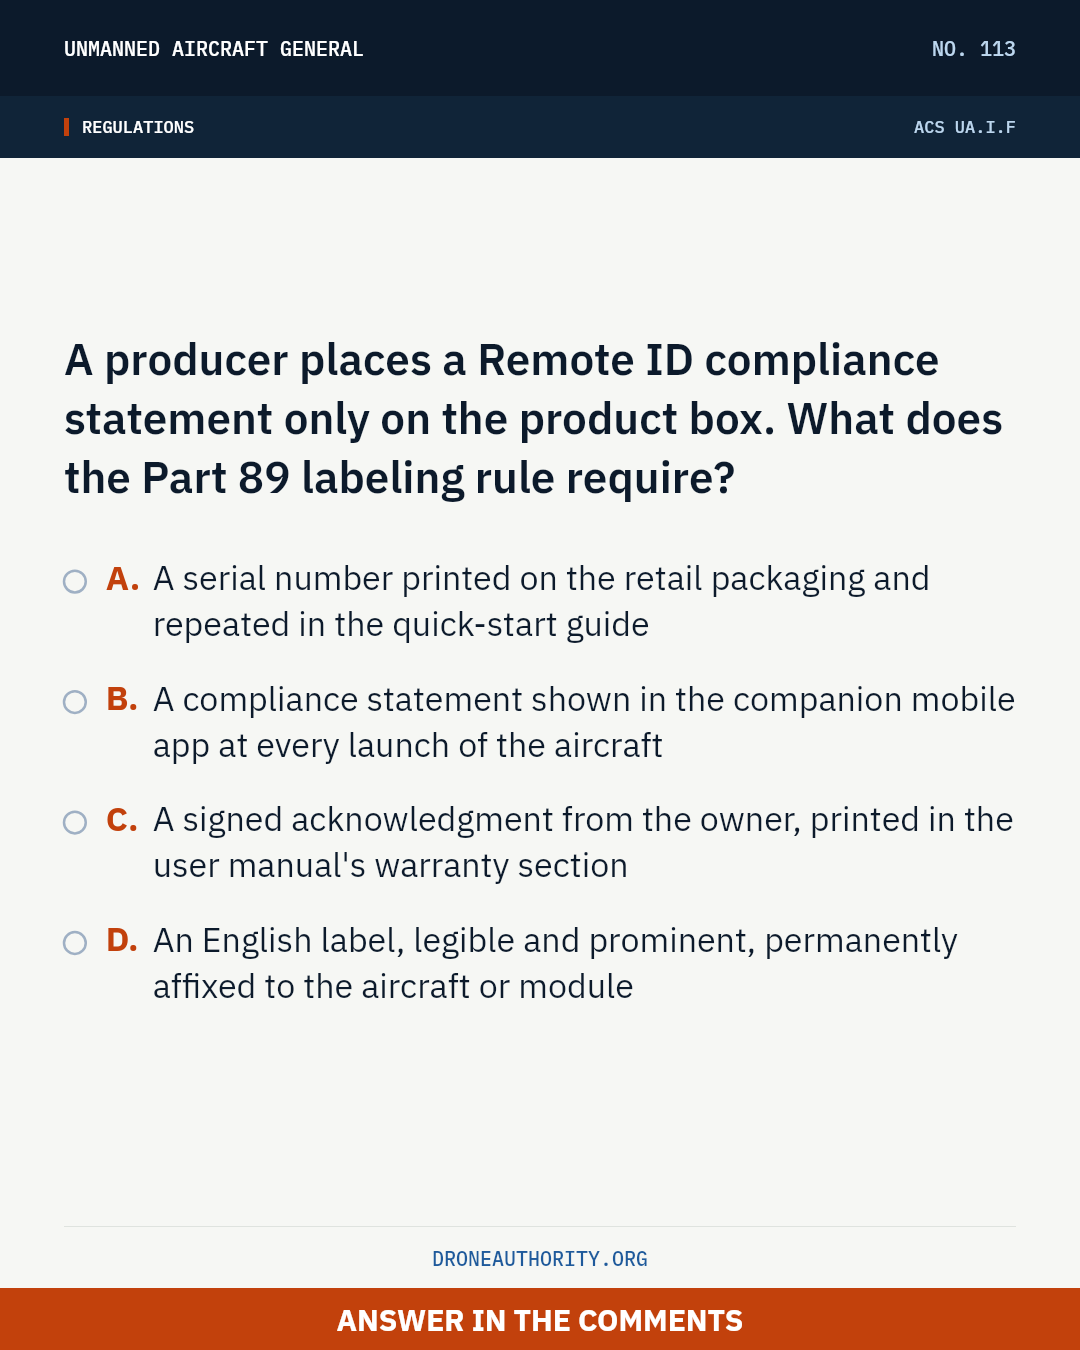 UNMANNED AIRCRAFT GENERAL
NO. 113
REGULATIONS
ACS UA.I.F
A producer places a Remote ID compliance
statement only on the product box. What does
the Part 89 labeling rule require?
A. A serial number printed on the retail packaging and
repeated in the quick-start guide
B. A compliance statement shown in the companion mobile
app at every launch of the aircraft
C. A signed acknowledgment from the owner, printed in the
user manual's warranty section
D. An English label, legible and prominent, permanently
affixed to the aircraft or module
DRONEAUTHORITY.ORG
ANSWER IN THE COMMENTS